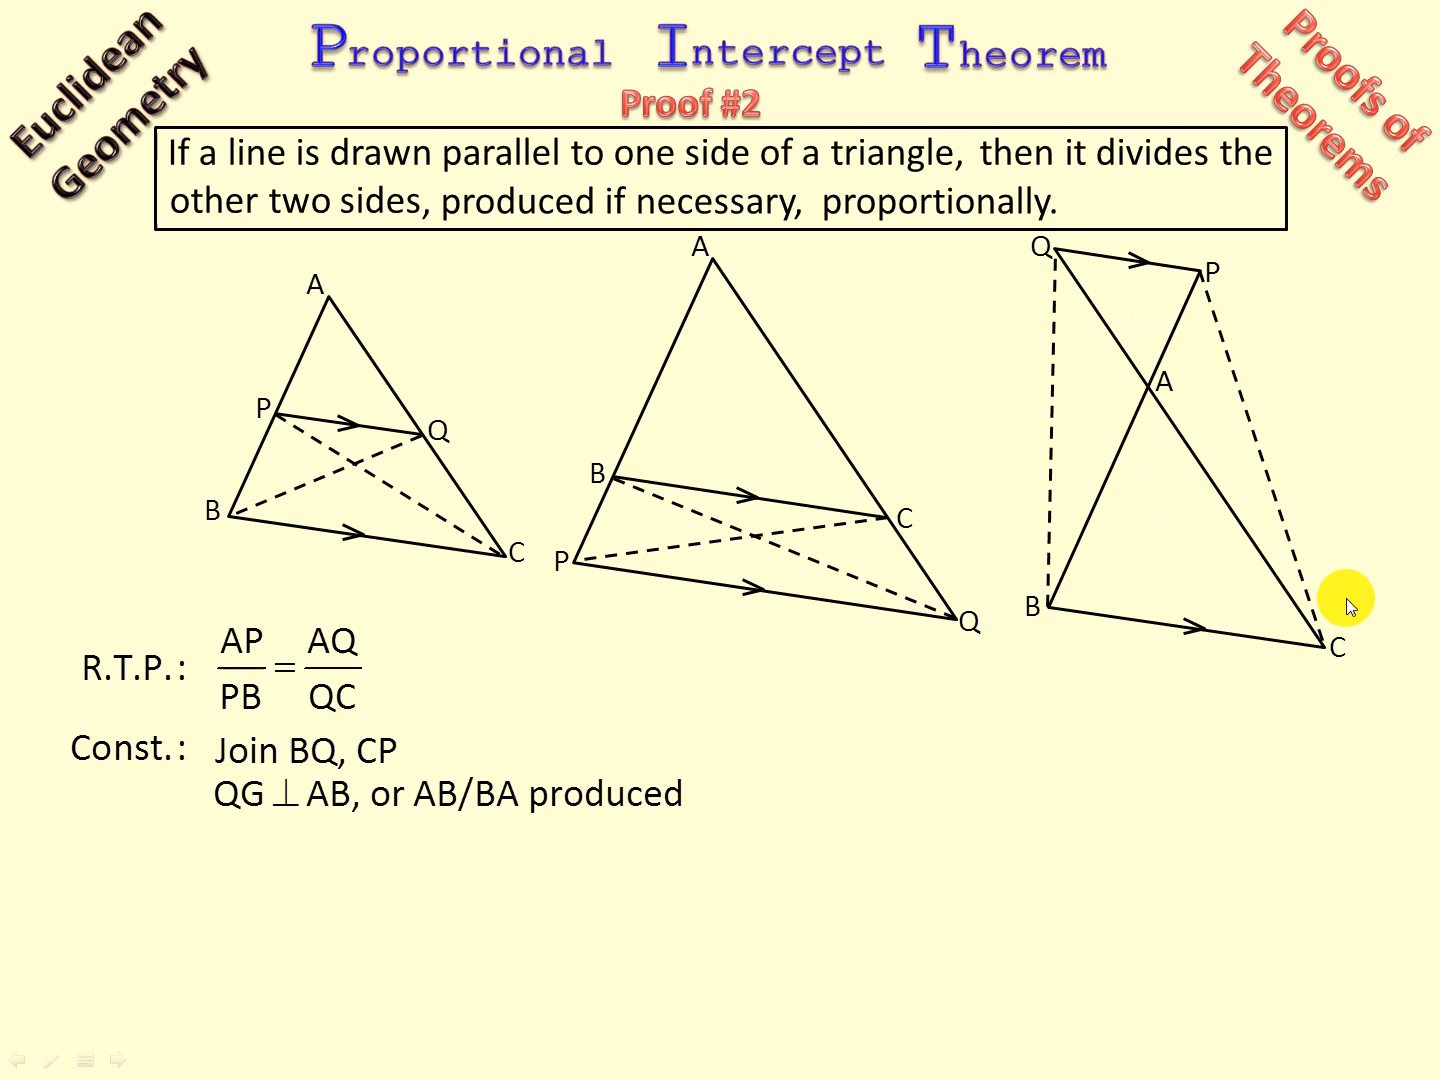 Euclidean
Geometry
Proportional Intercept Theorem
Proof #2
Proofs of
Theorems
If a line is drawn parallel to one side of a triangle, then it divides the
other two sides, produced if necessary, proportionally.
A
P
Q
B
C
A
B
C
P
Q
Q
P
A
B
C
R.T.P.: AP/PB = AQ/QC
Const.: Join BQ, CP
QG ⊥ AB, or AB/BA produced